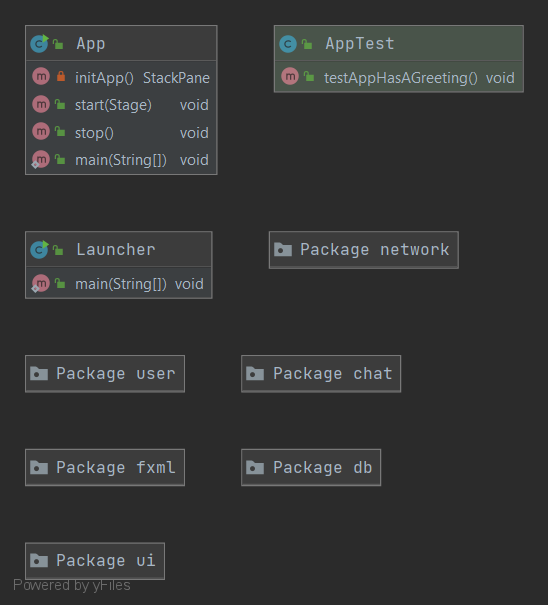 App
initApp() StackPane
start(Stage) void
stop() void
main(String[]) void
AppTest
testAppHasAGreeting() void
Launcher
main(String[]) void
Package network
Package user
Package chat
Package fxml
Package db
Package ui
Powered by yFiles